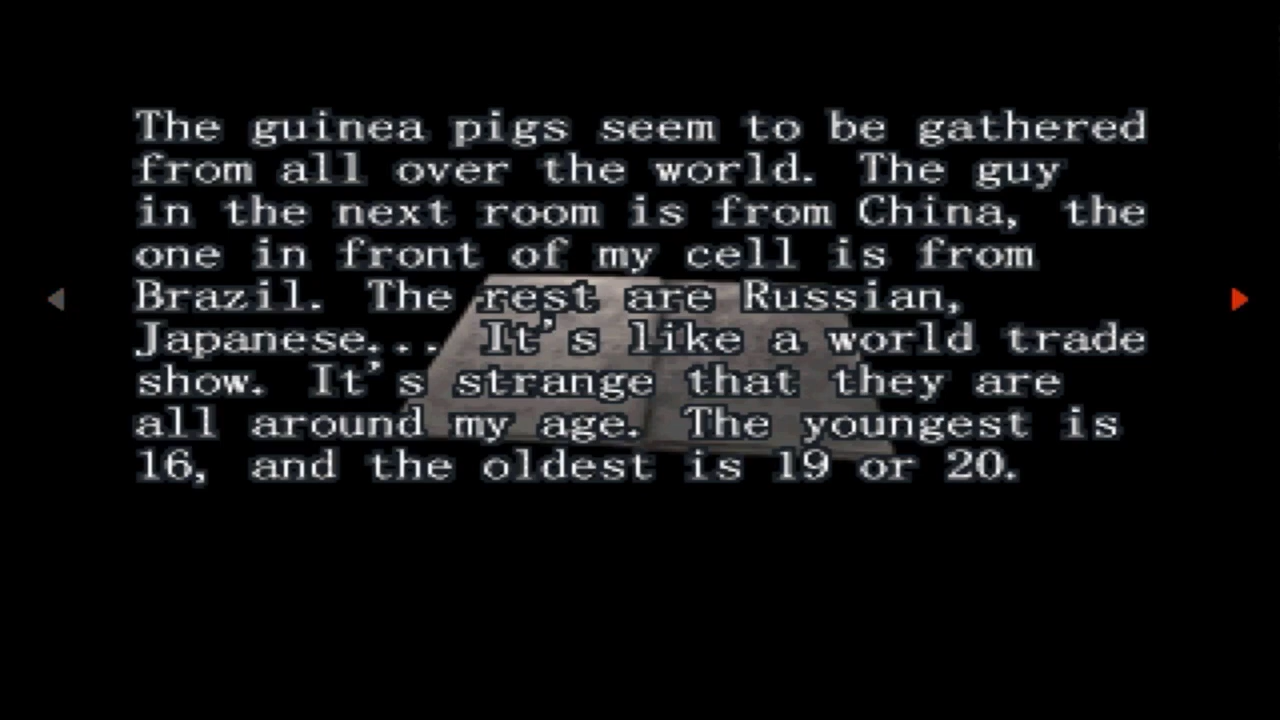 The guinea pigs seem to be gathered
from all over the world. The guy
in the next room is from China, the
one in front of my cell is from
Brazil. The rest are Russian,
Japanese... It's like a world trade
show. It's strange that they are
all around my age. The youngest is
16, and the oldest is 19 or 20.